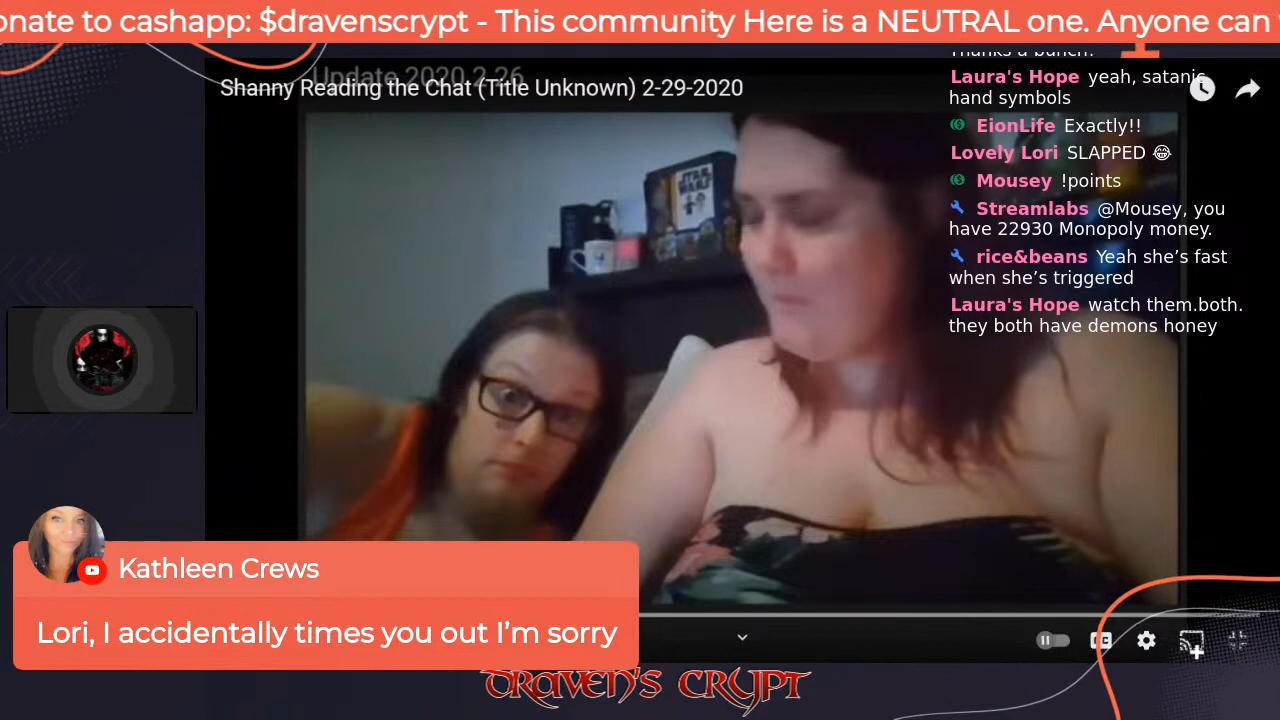 onate to cashapp: $dravenscrypt - This community Here is a NEUTRAL one. Anyone can
Update 2020 2 26
Shanny Reading the Chat (Title Unknown) 2-29-2020
Thanks a bunch!
Laura's Hope yeah, satanic
hand symbols
EionLife Exactly!!
Lovely Lori SLAPPED 😂
Mousey !points
Streamlabs @Mousey, you
have 22930 Monopoly money.
rice&beans Yeah she's fast
when she's triggered
Laura's Hope watch them.both.
they both have demons honey
STAR
WARS
Kathleen Crews
Lori, I accidentally times you out I'm sorry
CC
DRAVEN'S CRYPT